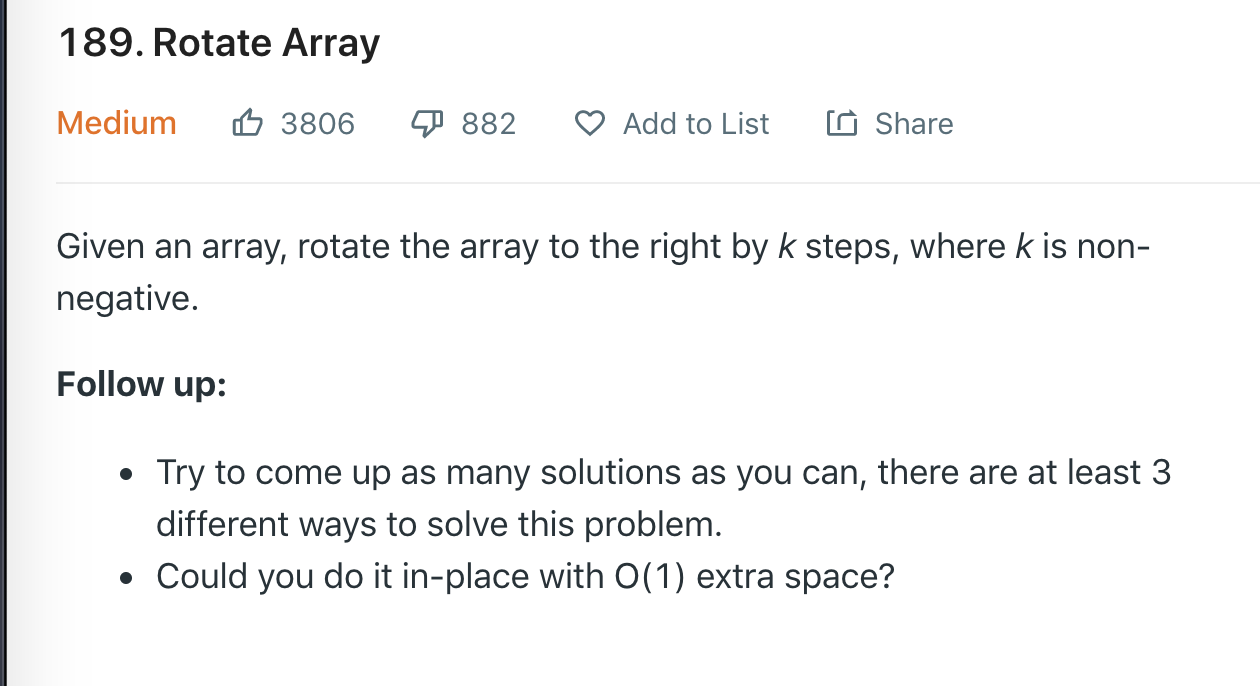 189. Rotate Array
Medium 3806 882 Add to List Share
Given an array, rotate the array to the right by k steps, where k is non-
negative.
Follow up:
• Try to come up as many solutions as you can, there are at least 3
different ways to solve this problem.
• Could you do it in-place with O(1) extra space?